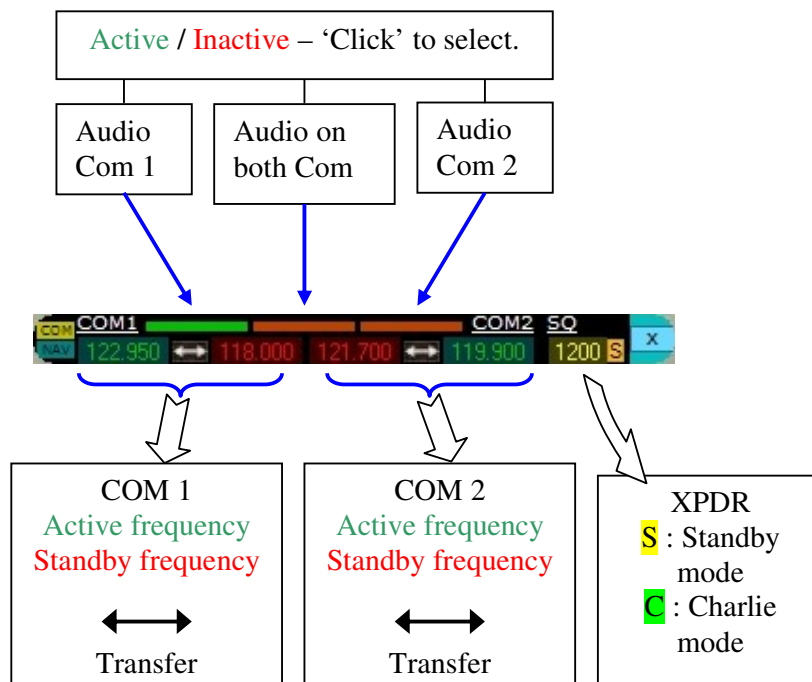 Active / Inactive – ‘Click’ to select.
Audio
Com 1
Audio on
both Com
Audio
Com 2
COM
NAV
COM1
COM2
SQ
122.950
118.000
121.700
119.900
1200
S
X
COM 1
Active frequency
Standby frequency
Transfer
COM 2
Active frequency
Standby frequency
Transfer
XPDR
S : Standby
mode
C : Charlie
mode